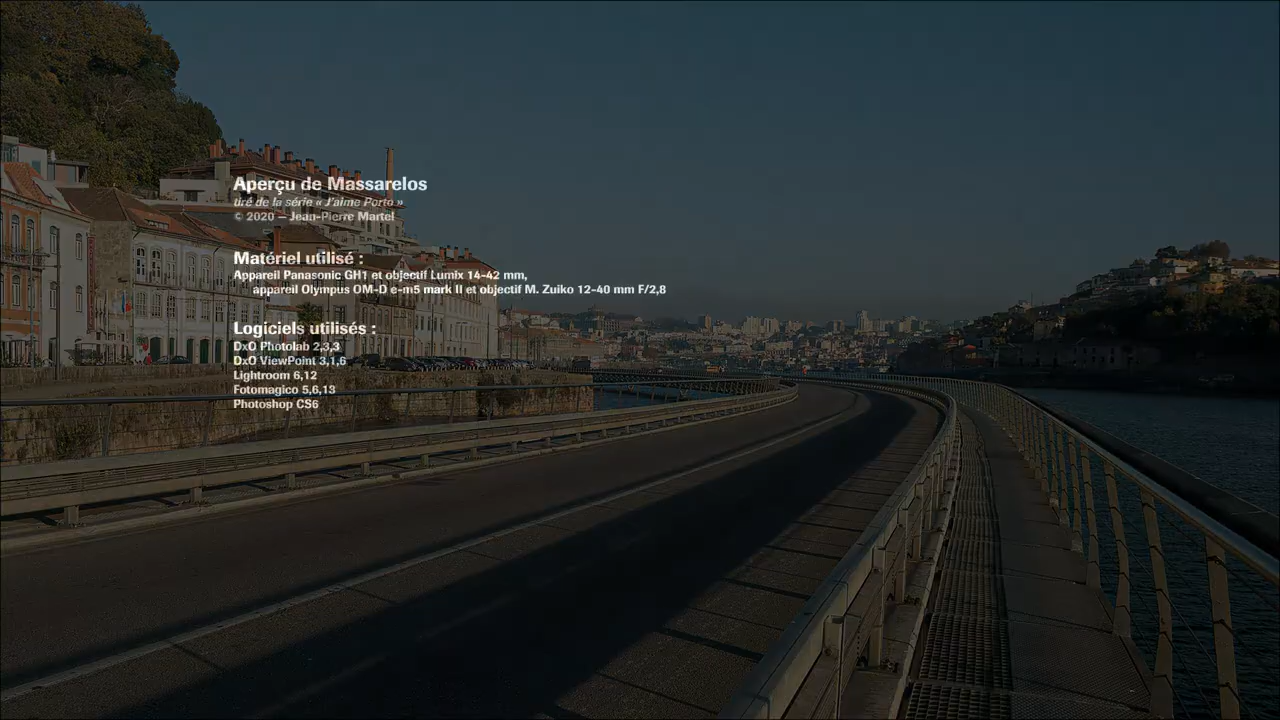 Aperçu de Massarelos
tiré de la série « J'aime Porto »
© 2020 — Jean-Pierre Martel
Matériel utilisé :
Appareil Panasonic GH1 et objectif Lumix 14-42 mm,
appareil Olympus OM-D e-m5 mark II et objectif M. Zuiko 12-40 mm F/2,8
Logiciels utilisés :
DxO Photolab 2,3,3
DxO ViewPoint 3,1,6
Lightroom 6,12
Fotomagico 5,6,13
Photoshop CS6